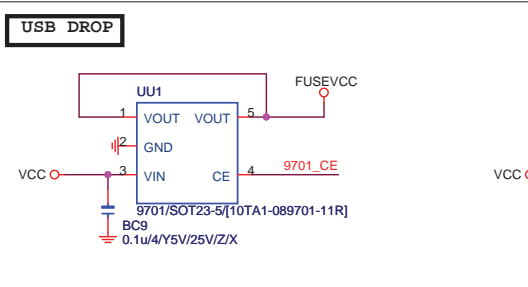 USB DROP
FUSEVCC
UU1
1 VOUT VOUT 5
2 GND
VCC 3 VIN CE 4 9701_CE
VCC
9701/SOT23-5/[10TA1-089701-11R]
BC9
0.1u/4/Y5V/25V/Z/X